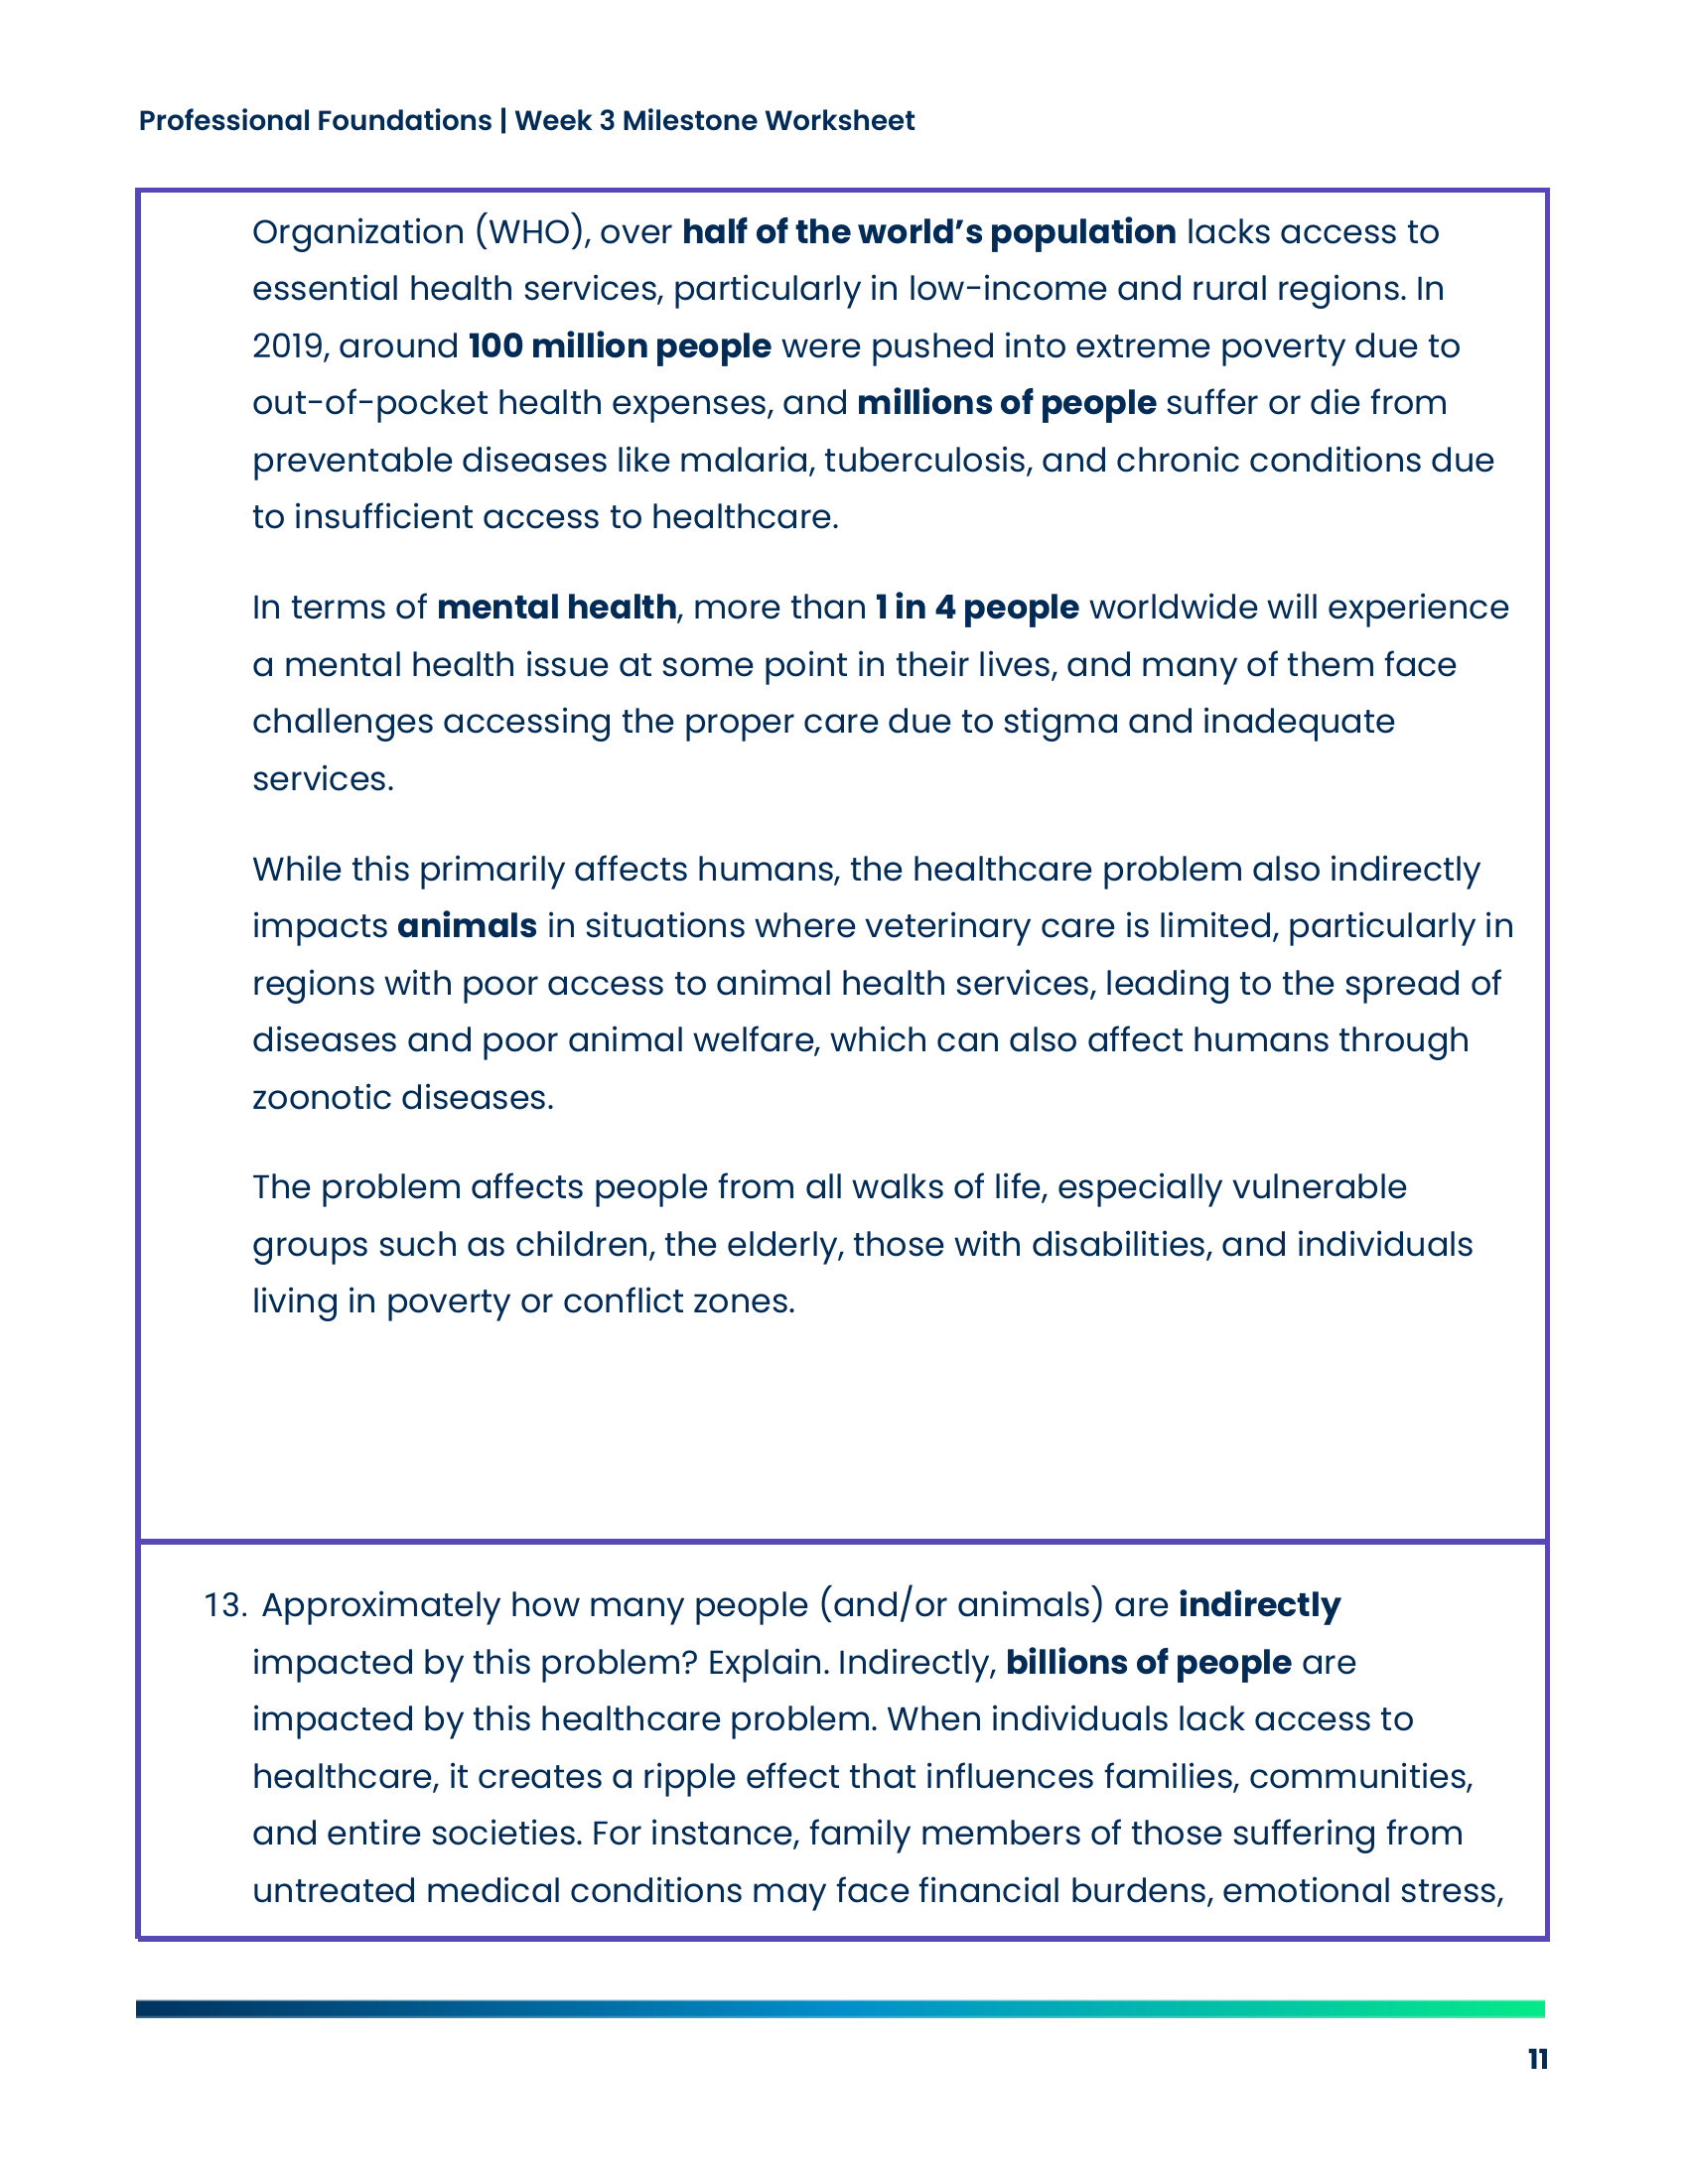 Professional Foundations | Week 3 Milestone Worksheet
Organization (WHO), over half of the world’s population lacks access to
essential health services, particularly in low-income and rural regions. In
2019, around 100 million people were pushed into extreme poverty due to
out-of-pocket health expenses, and millions of people suffer or die from
preventable diseases like malaria, tuberculosis, and chronic conditions due
to insufficient access to healthcare.
In terms of mental health, more than 1 in 4 people worldwide will experience
a mental health issue at some point in their lives, and many of them face
challenges accessing the proper care due to stigma and inadequate
services.
While this primarily affects humans, the healthcare problem also indirectly
impacts animals in situations where veterinary care is limited, particularly in
regions with poor access to animal health services, leading to the spread of
diseases and poor animal welfare, which can also affect humans through
zoonotic diseases.
The problem affects people from all walks of life, especially vulnerable
groups such as children, the elderly, those with disabilities, and individuals
living in poverty or conflict zones.
13. Approximately how many people (and/or animals) are indirectly
impacted by this problem? Explain. Indirectly, billions of people are
impacted by this healthcare problem. When individuals lack access to
healthcare, it creates a ripple effect that influences families, communities,
and entire societies. For instance, family members of those suffering from
untreated medical conditions may face financial burdens, emotional stress,
11